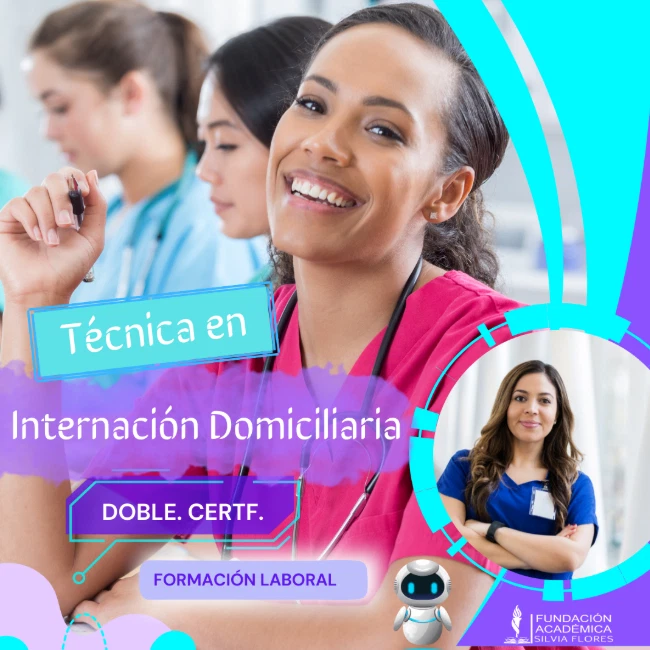 Técnica en
Internación Domiciliaria
DOBLE. CERTF.
FORMACIÓN LABORAL
FUNDACIÓN
ACADÉMICA
SILVIA FLORES